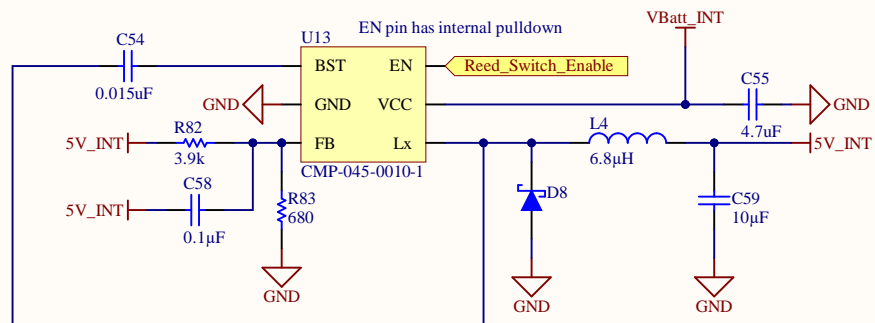 EN pin has internal pulldown
VBatt_INT
C54
0.015uF
U13
BST
EN
Reed_Switch_Enable
GND
GND
VCC
C55
4.7uF
GND
5V_INT
R82
3.9k
FB
Lx
L4
6.8µH
5V_INT
CMP-045-0010-1
5V_INT
C58
0.1µF
R83
680
D8
C59
10µF
GND
GND
GND